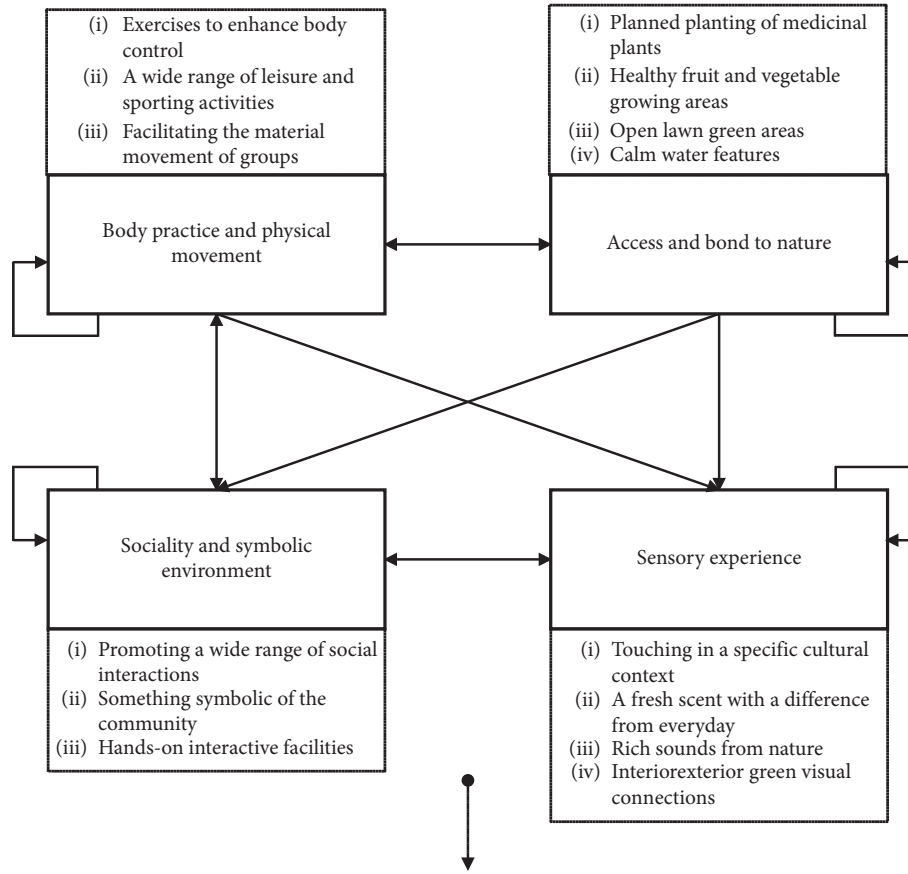 (i) Exercises to enhance body
control
(ii) A wide range of leisure and
sporting activities
(iii) Facilitating the material
movement of groups
Body practice and physical
movement
(i) Planned planting of medicinal
plants
(ii) Healthy fruit and vegetable
growing areas
(iii) Open lawn green areas
(iv) Calm water features
Access and bond to nature
Sociality and symbolic
environment
(i) Promoting a wide range of social
interactions
(ii) Something symbolic of the
community
(iii) Hands-on interactive facilities
Sensory experience
(i) Touching in a specific cultural
context
(ii) A fresh scent with a difference
from everyday
(iii) Rich sounds from nature
(iv) Interiorexterior green visual
connections